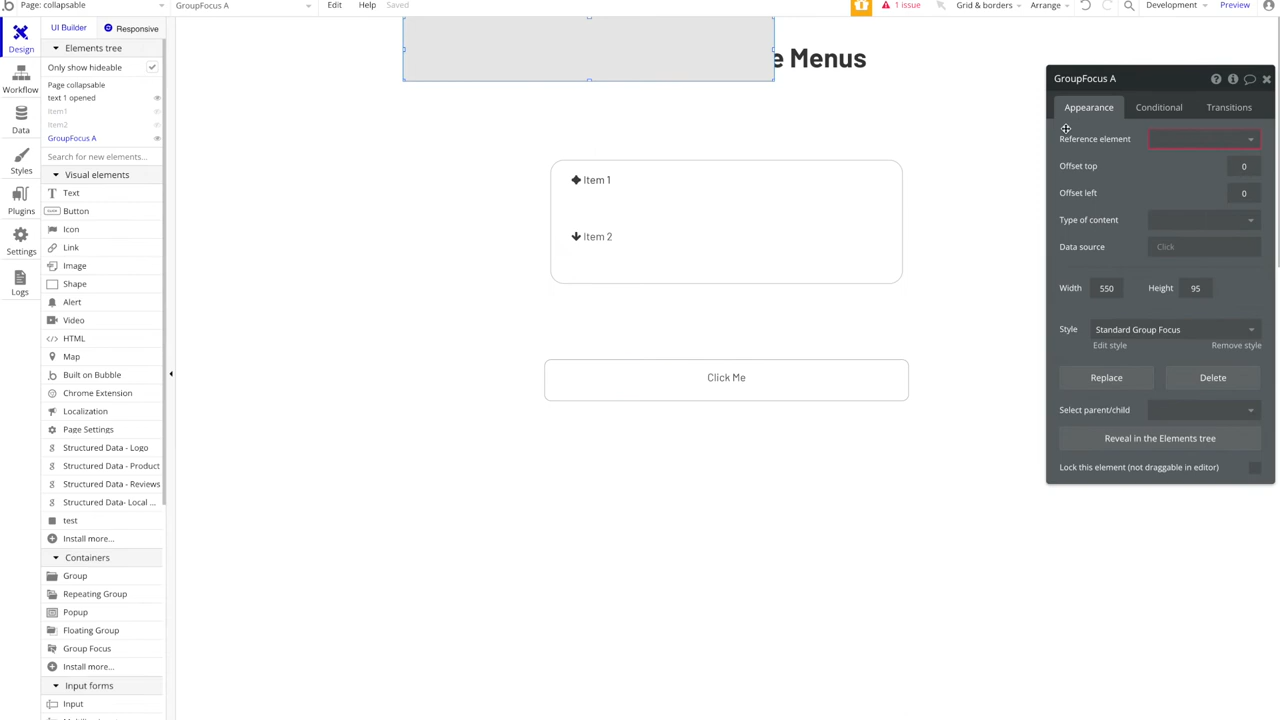 Page: collapsable
GroupFocus A
Edit
Help
Saved
1 issue
Grid & borders
Arrange
Development
Preview
Design
Workflow
Data
Styles
Plugins
Settings
Logs
UI Builder
Responsive
Elements tree
Only show hideable
Page collapsable
text 1 opened
Item1
Item2
GroupFocus A
Search for new elements...
Visual elements
Text
Button
Icon
Link
Image
Shape
Alert
Video
HTML
Map
Built on Bubble
Chrome Extension
Localization
Page Settings
Structured Data - Logo
Structured Data - Product
Structured Data - Reviews
Structured Data- Local ...
test
Install more...
Containers
Group
Repeating Group
Popup
Floating Group
Group Focus
Install more...
Input forms
Input
e Menus
Item 1
Item 2
Click Me
GroupFocus A
Appearance
Conditional
Transitions
Reference element
Offset top 0
Offset left 0
Type of content
Data source Click
Width 550 Height 95
Style Standard Group Focus
Edit style Remove style
Replace Delete
Select parent/child
Reveal in the Elements tree
Lock this element (not draggable in editor)